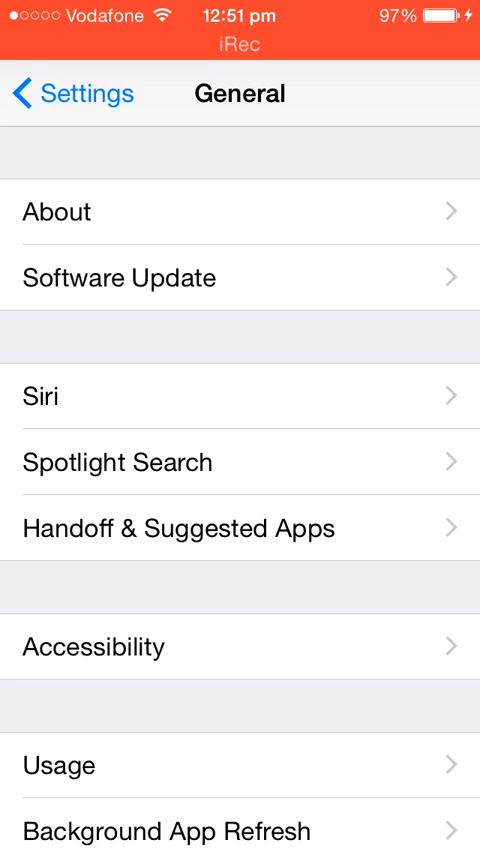 Vodafone 12:51 pm 97%
iRec
Settings General
About
Software Update
Siri
Spotlight Search
Handoff & Suggested Apps
Accessibility
Usage
Background App Refresh